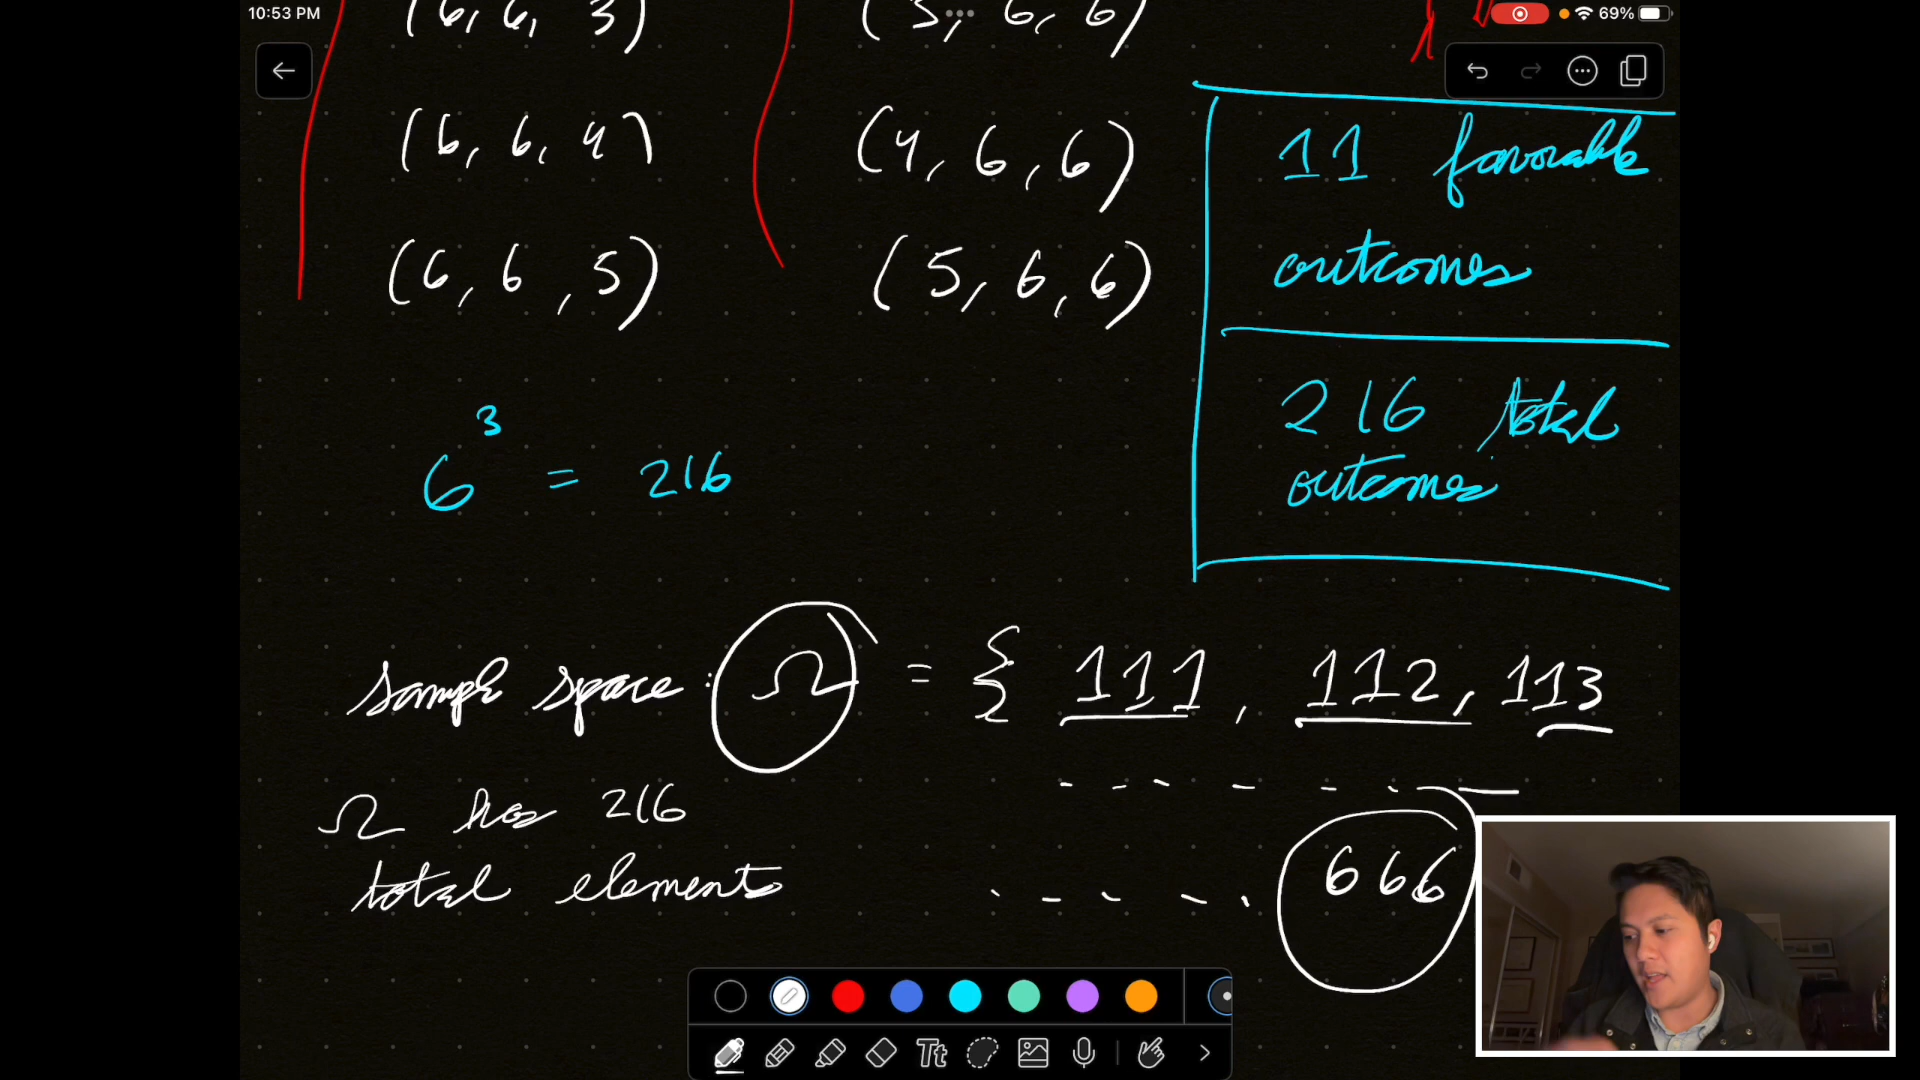 10:53 PM
69%
(6, 6, 3)
(3, 6, 6)
(6, 6, 4)
(4, 6, 6)
(6, 6, 5)
(5, 6, 6)
11 favorable
outcomes
216 total
outcomes
6³ = 216
sample space : Ω = { 111, 112, 113
Ω has 216
total elements
666
Tt